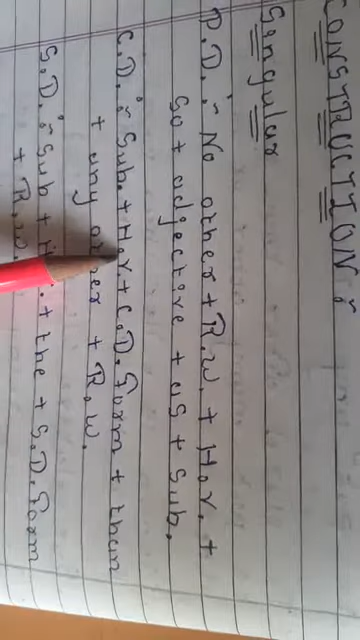 CONSTRUCTION :
Singular
P.D. : No other + R.W. + H.V. +
so + adjective + as + sub.
C.D. : Sub. + H.V + C.D. Form + than
+ any other + R.W.
S.D. : Sub + H. + the + S.D. Form
+ R.W.